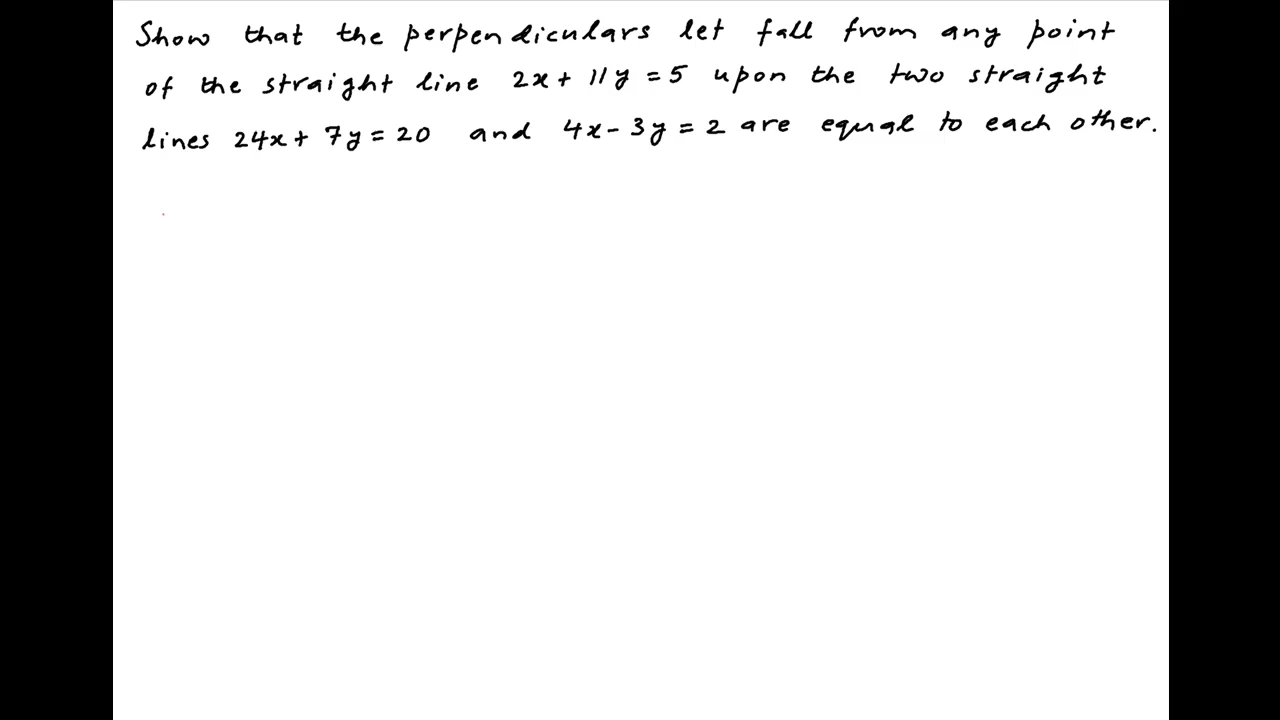 Show that the perpendiculars let fall from any point
of the straight line 2x + 11y = 5 upon the two straight
lines 24x + 7y = 20 and 4x - 3y = 2 are equal to each other.